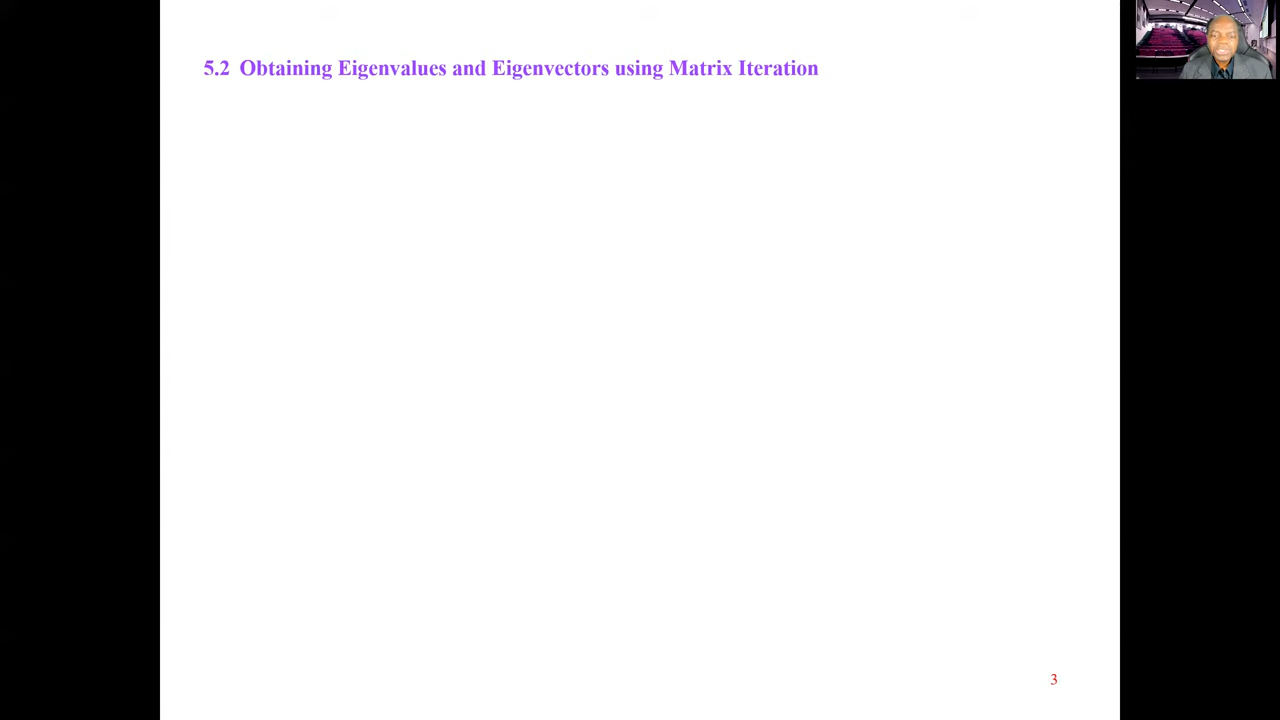 5.2 Obtaining Eigenvalues and Eigenvectors using Matrix Iteration
3